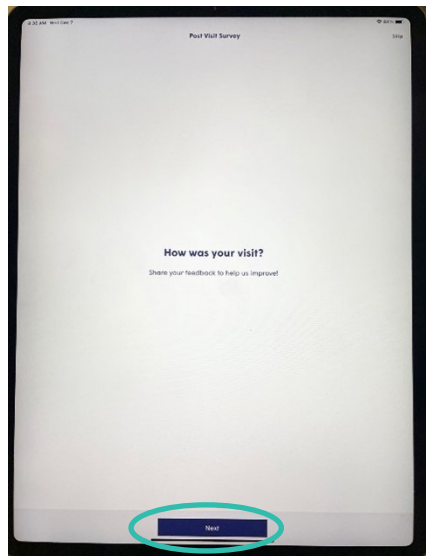 Post Visit Survey
Skip
How was your visit?
Share your feedback to help us improve!
Next